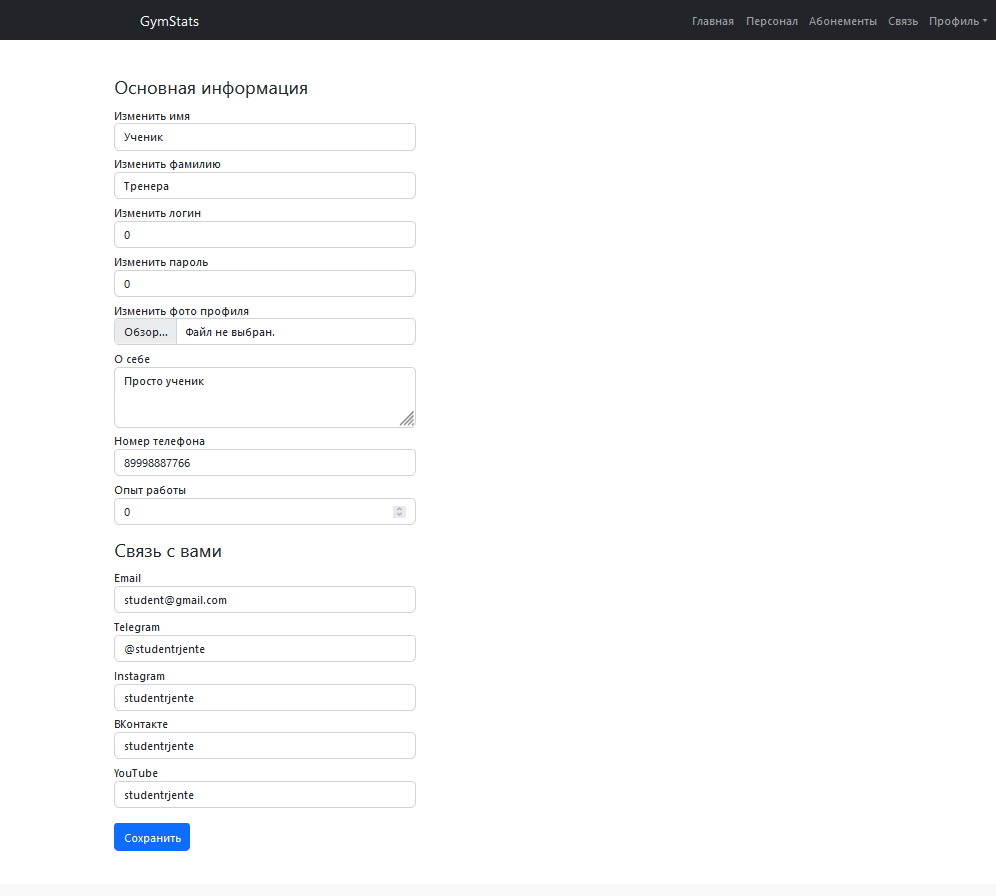 GymStats
Главная Персонал Абонементы Связь Профиль
Основная информация
Изменить имя
Ученик
Изменить фамилию
Тренера
Изменить логин
0
Изменить пароль
0
Изменить фото профиля
Обзор... Файл не выбран.
О себе
Просто ученик
Номер телефона
89998887766
Опыт работы
0
Связь с вами
Email
student@gmail.com
Telegram
@studentrjente
Instagram
studentrjente
ВКонтакте
studentrjente
YouTube
studentrjente
Сохранить